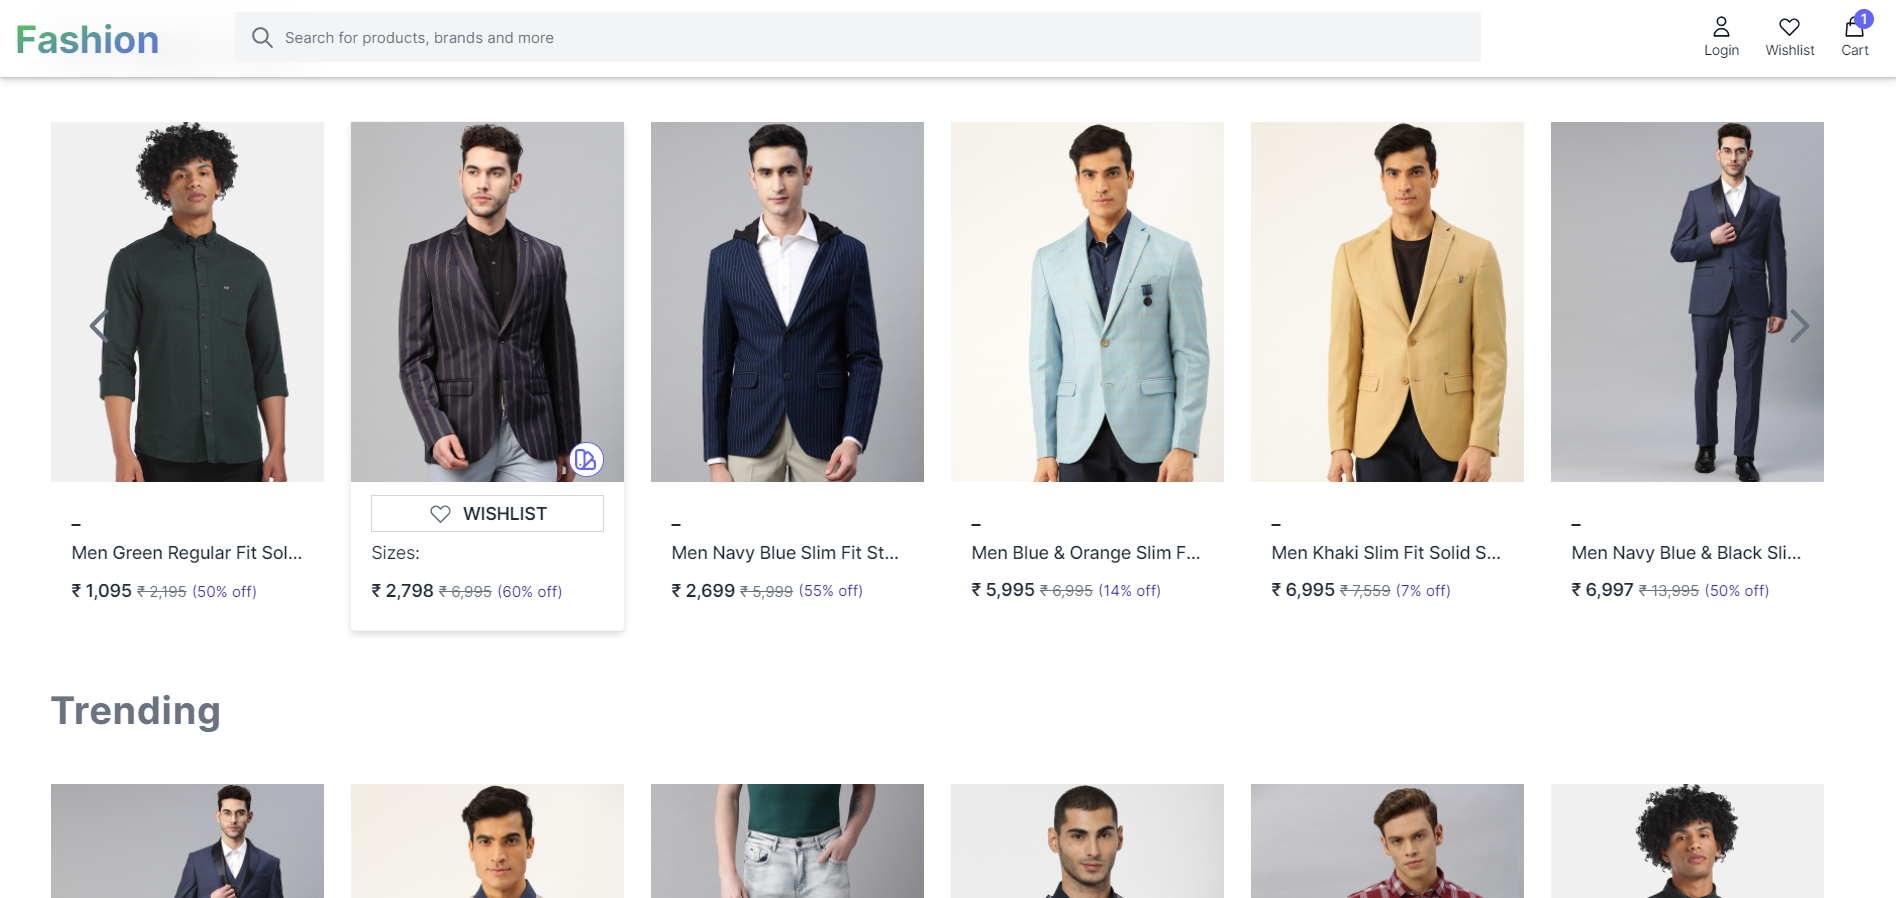 Fashion
Search for products, brands and more
Login
Wishlist
1
Cart
–
Men Green Regular Fit Sol...
₹ 1,095 ₹ 2,195 (50% off)
WISHLIST
Sizes:
₹ 2,798 ₹ 6,995 (60% off)
–
Men Navy Blue Slim Fit St...
₹ 2,699 ₹ 5,999 (55% off)
–
Men Blue & Orange Slim F...
₹ 5,995 ₹ 6,995 (14% off)
–
Men Khaki Slim Fit Solid S...
₹ 6,995 ₹ 7,559 (7% off)
–
Men Navy Blue & Black Sli...
₹ 6,997 ₹ 13,995 (50% off)
Trending